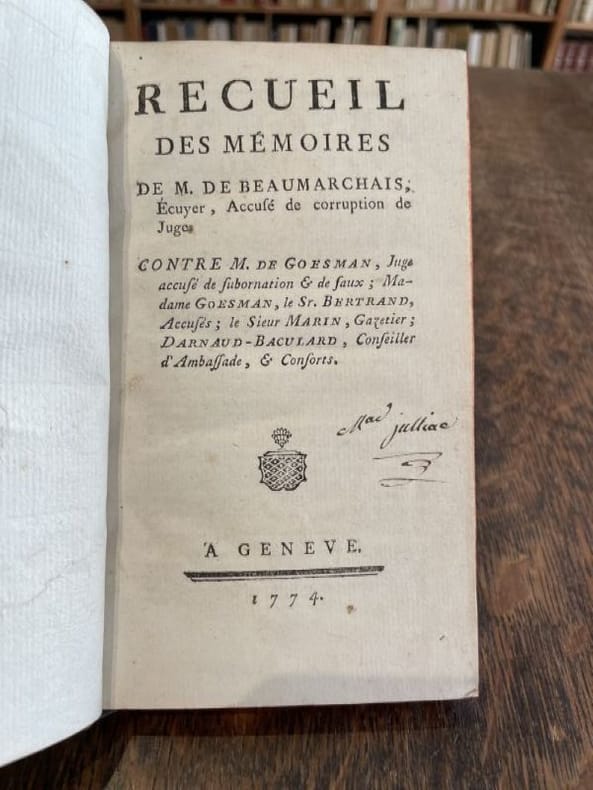 RECUEIL
DES MÉMOIRES
DE M. DE BEAUMARCHAIS,
Écuyer, Accuſé de corruption de
Juge
CONTRE M. DE GOESMAN, Juge
accuſé de ſubornation & de faux; Ma-
dame GOESMAN, le Sr. BERTRAND,
Accuſés; le Sieur MARIN, Gazetier;
DARNAUD-BACULARD, Conſeiller
d'Ambaſſade, & Conſorts.
Mad julliac
A GENEVE.
1774.